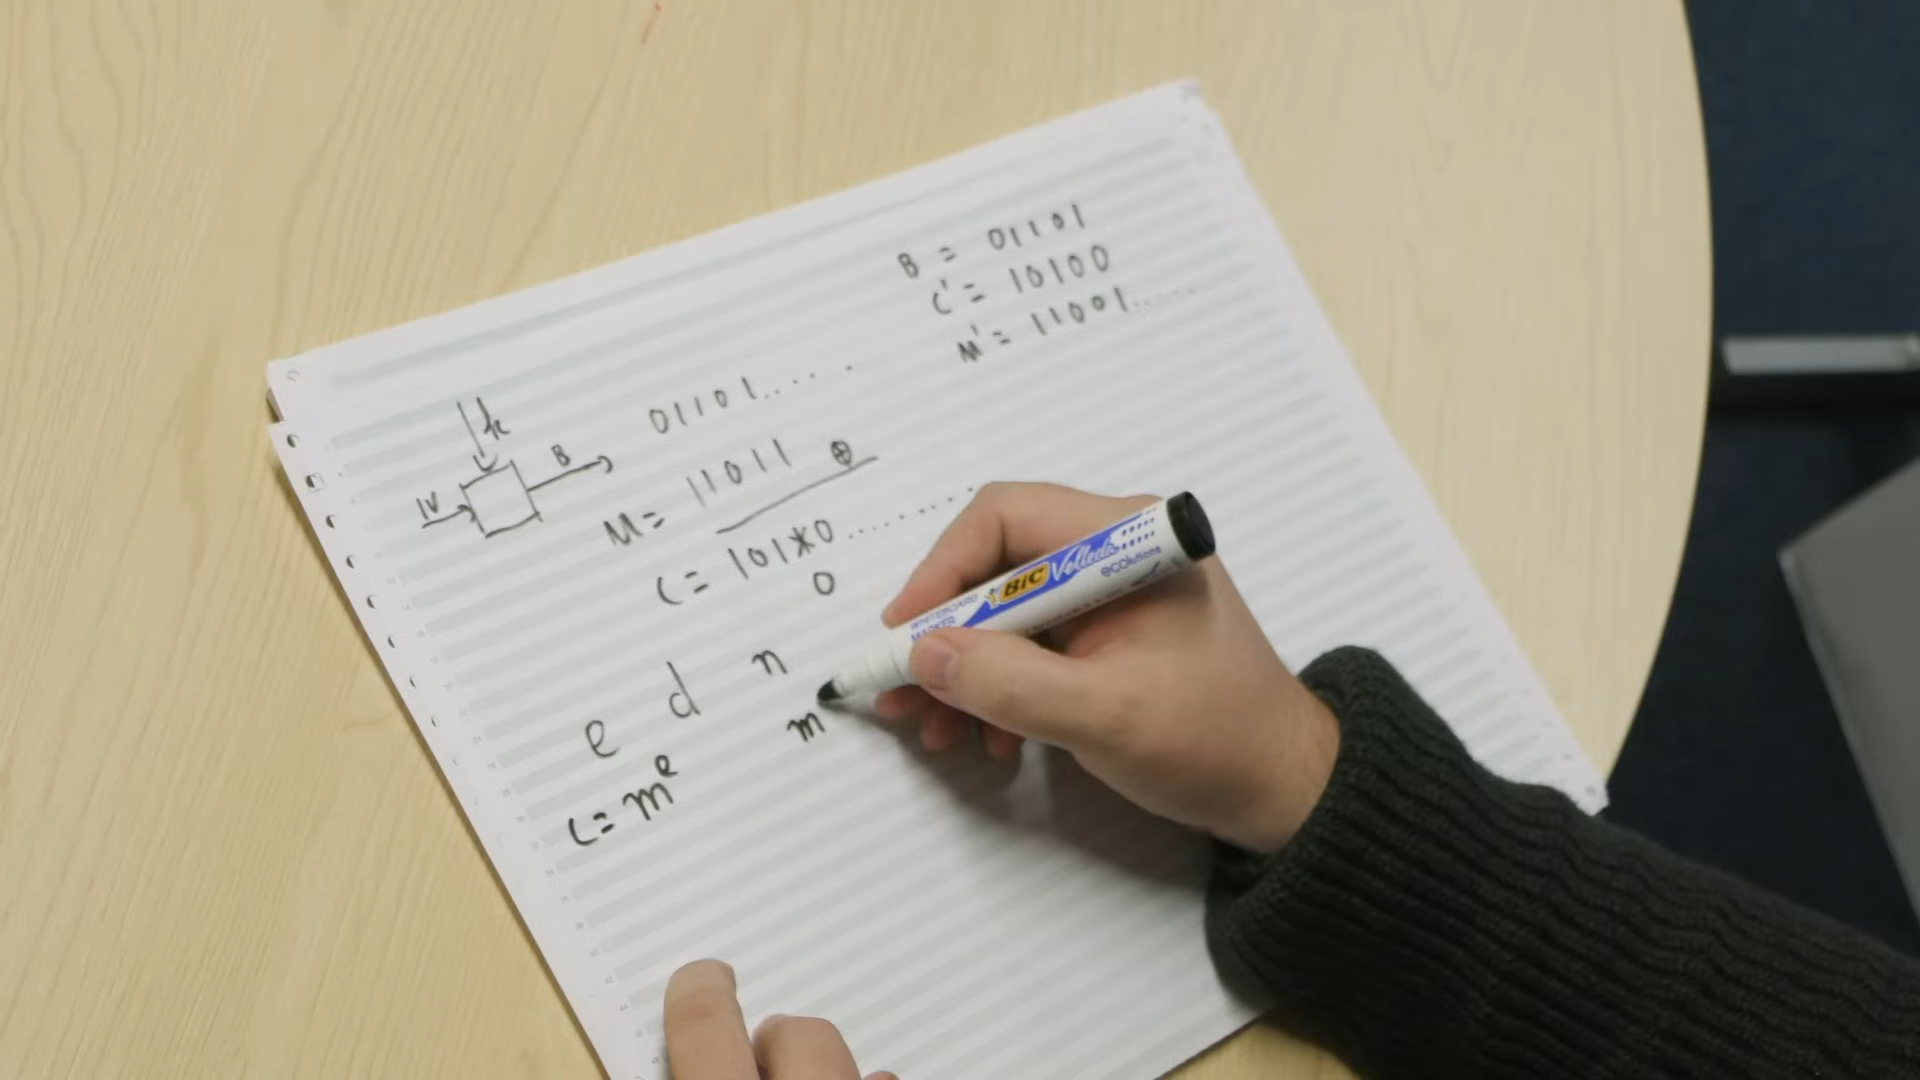 B = 01101
C' = 10100
M' = 11001.....
k
IV
B
01101......
M = 11011 ⊕
C = 101*0..........
0
e d n
m
C = m^e
BIC Velleda
WHITEBOARD
MARKER
ecolutions